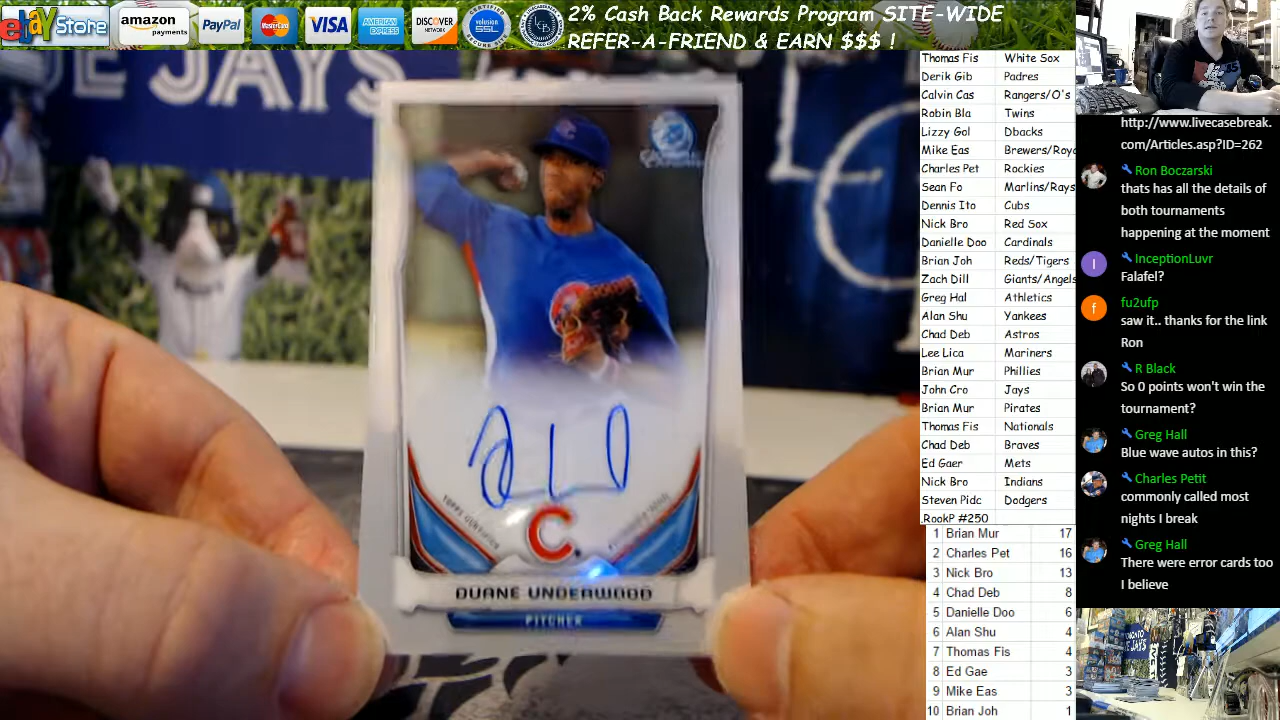 ebay Store
amazon
payments
PayPal
MasterCard
VISA
AMERICAN EXPRESS
DISCOVER
NETWORK
volusion
SSL
2% Cash Back Rewards Program SITE-WIDE
REFER-A-FRIEND & EARN $$$ !
E JAYS
DUANE UNDERWOOD
PITCHER
Thomas Fis White Sox
Derik Gib Padres
Calvin Cas Rangers/O's
Robin Bla Twins
Lizzy Gol Dbacks
Mike Eas Brewers/Roya
Charles Pet Rockies
Sean Fo Marlins/Rays
Dennis Ito Cubs
Nick Bro Red Sox
Danielle Doo Cardinals
Brian Joh Reds/Tigers
Zach Dill Giants/Angels
Greg Hal Athletics
Alan Shu Yankees
Chad Deb Astros
Lee Lica Mariners
Brian Mur Phillies
John Cro Jays
Brian Mur Pirates
Thomas Fis Nationals
Chad Deb Braves
Ed Gaer Mets
Nick Bro Indians
Steven Pidc Dodgers
.RookP #250
1 Brian Mur 17
2 Charles Pet 16
3 Nick Bro 13
4 Chad Deb 8
5 Danielle Doo 6
6 Alan Shu 4
7 Thomas Fis 4
8 Ed Gae 3
9 Mike Eas 3
10 Brian Joh 1
http://www.livecasebreak.
com/Articles.asp?ID=262
Ron Boczarski
thats has all the details of
both tournaments
happening at the moment
I
InceptionLuvr
Falafel?
f
fu2ufp
saw it.. thanks for the link
Ron
R Black
So 0 points won't win the
tournament?
Greg Hall
Blue wave autos in this?
Charles Petit
commonly called most
nights I break
Greg Hall
There were error cards too
I believe